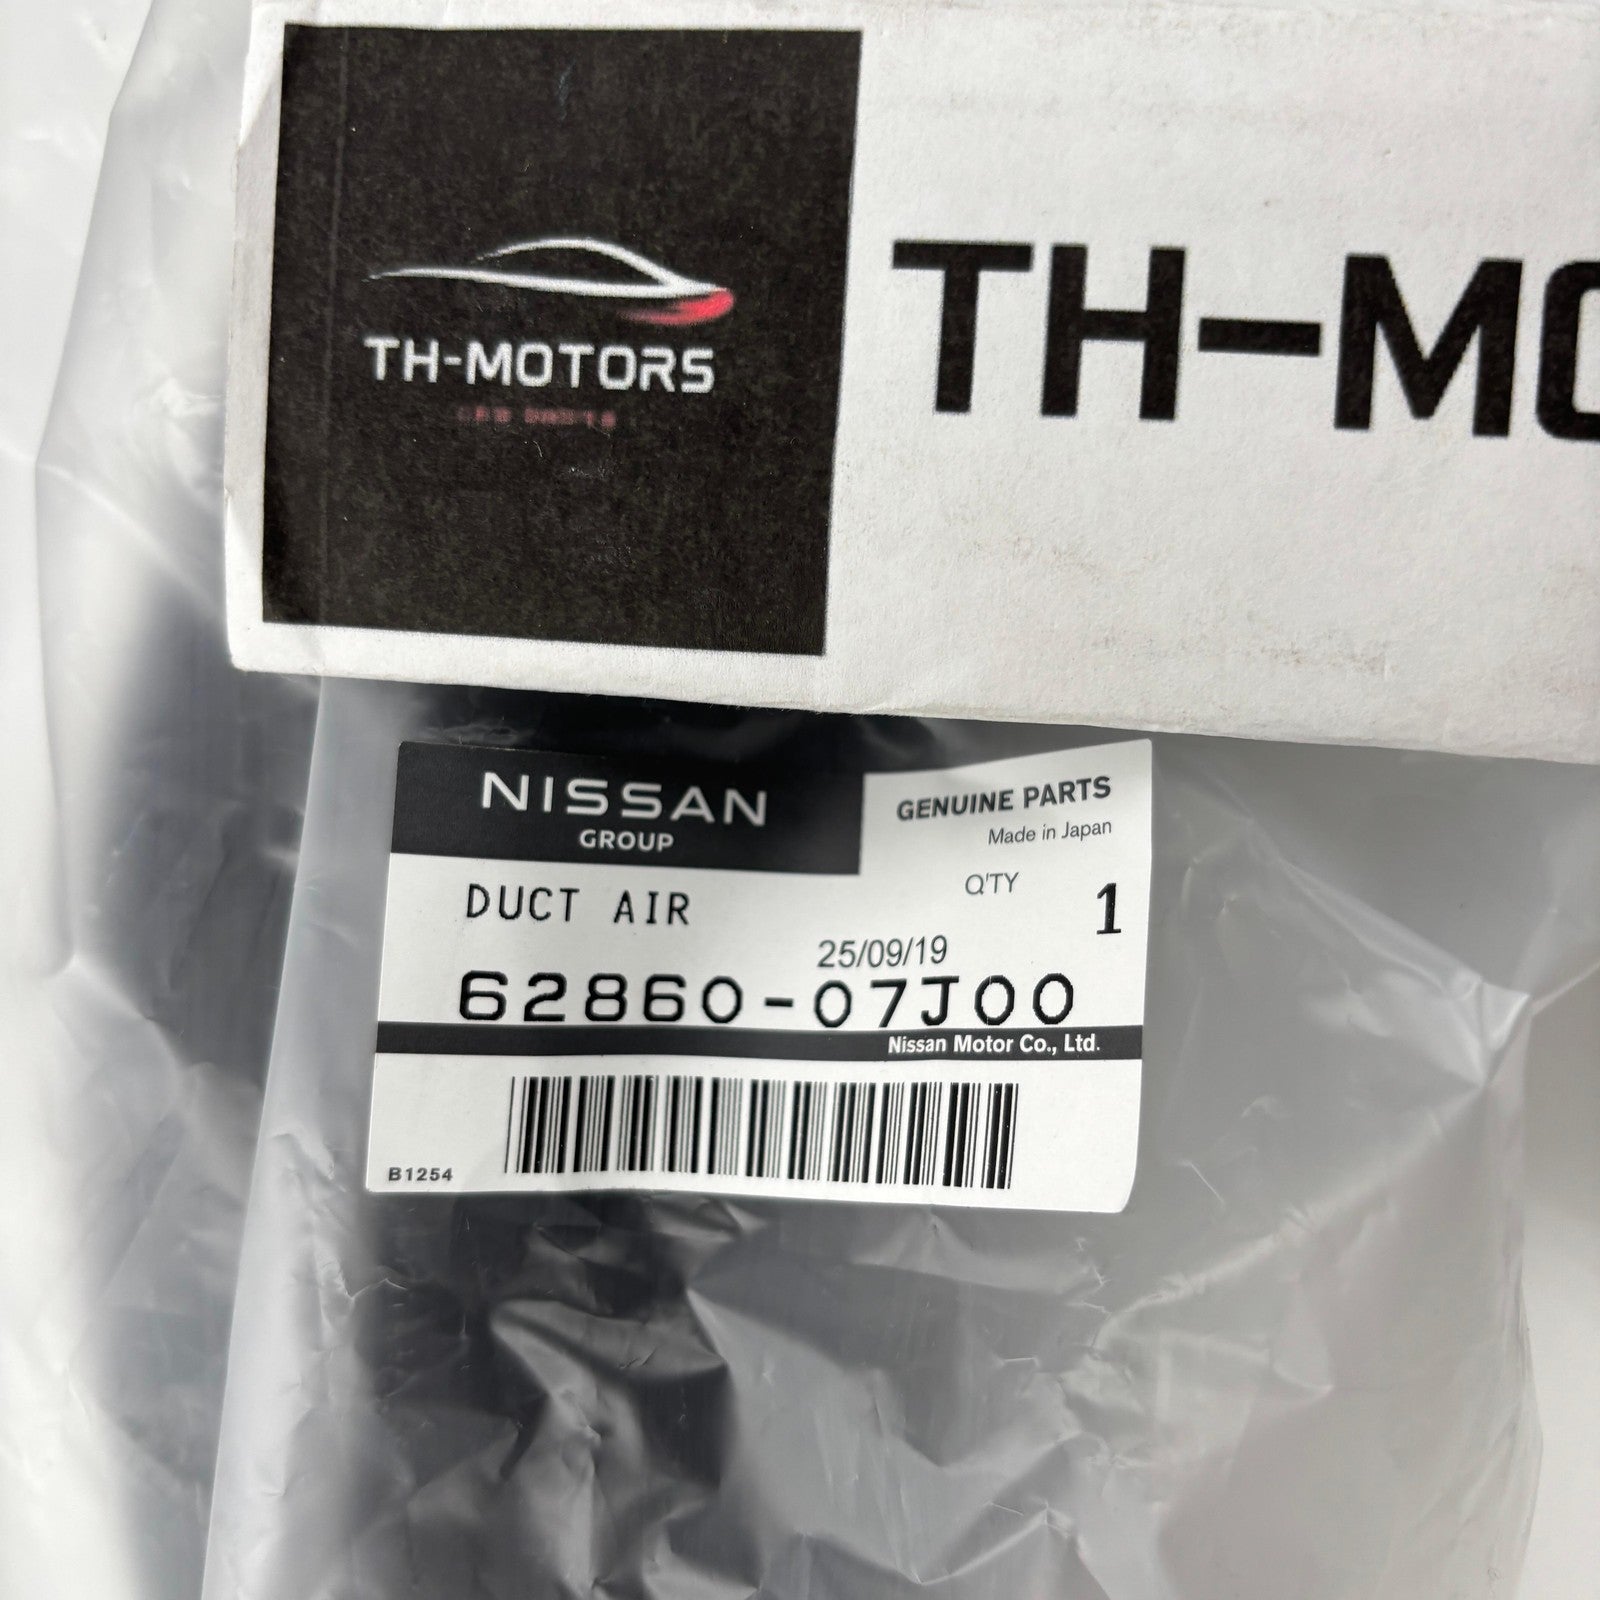 TH-MOTORS
TH-MO
NISSAN
GROUP
GENUINE PARTS
Made in Japan
Q'TY 1
DUCT AIR
25/09/19
62860-07J00
Nissan Motor Co., Ltd.
B1254